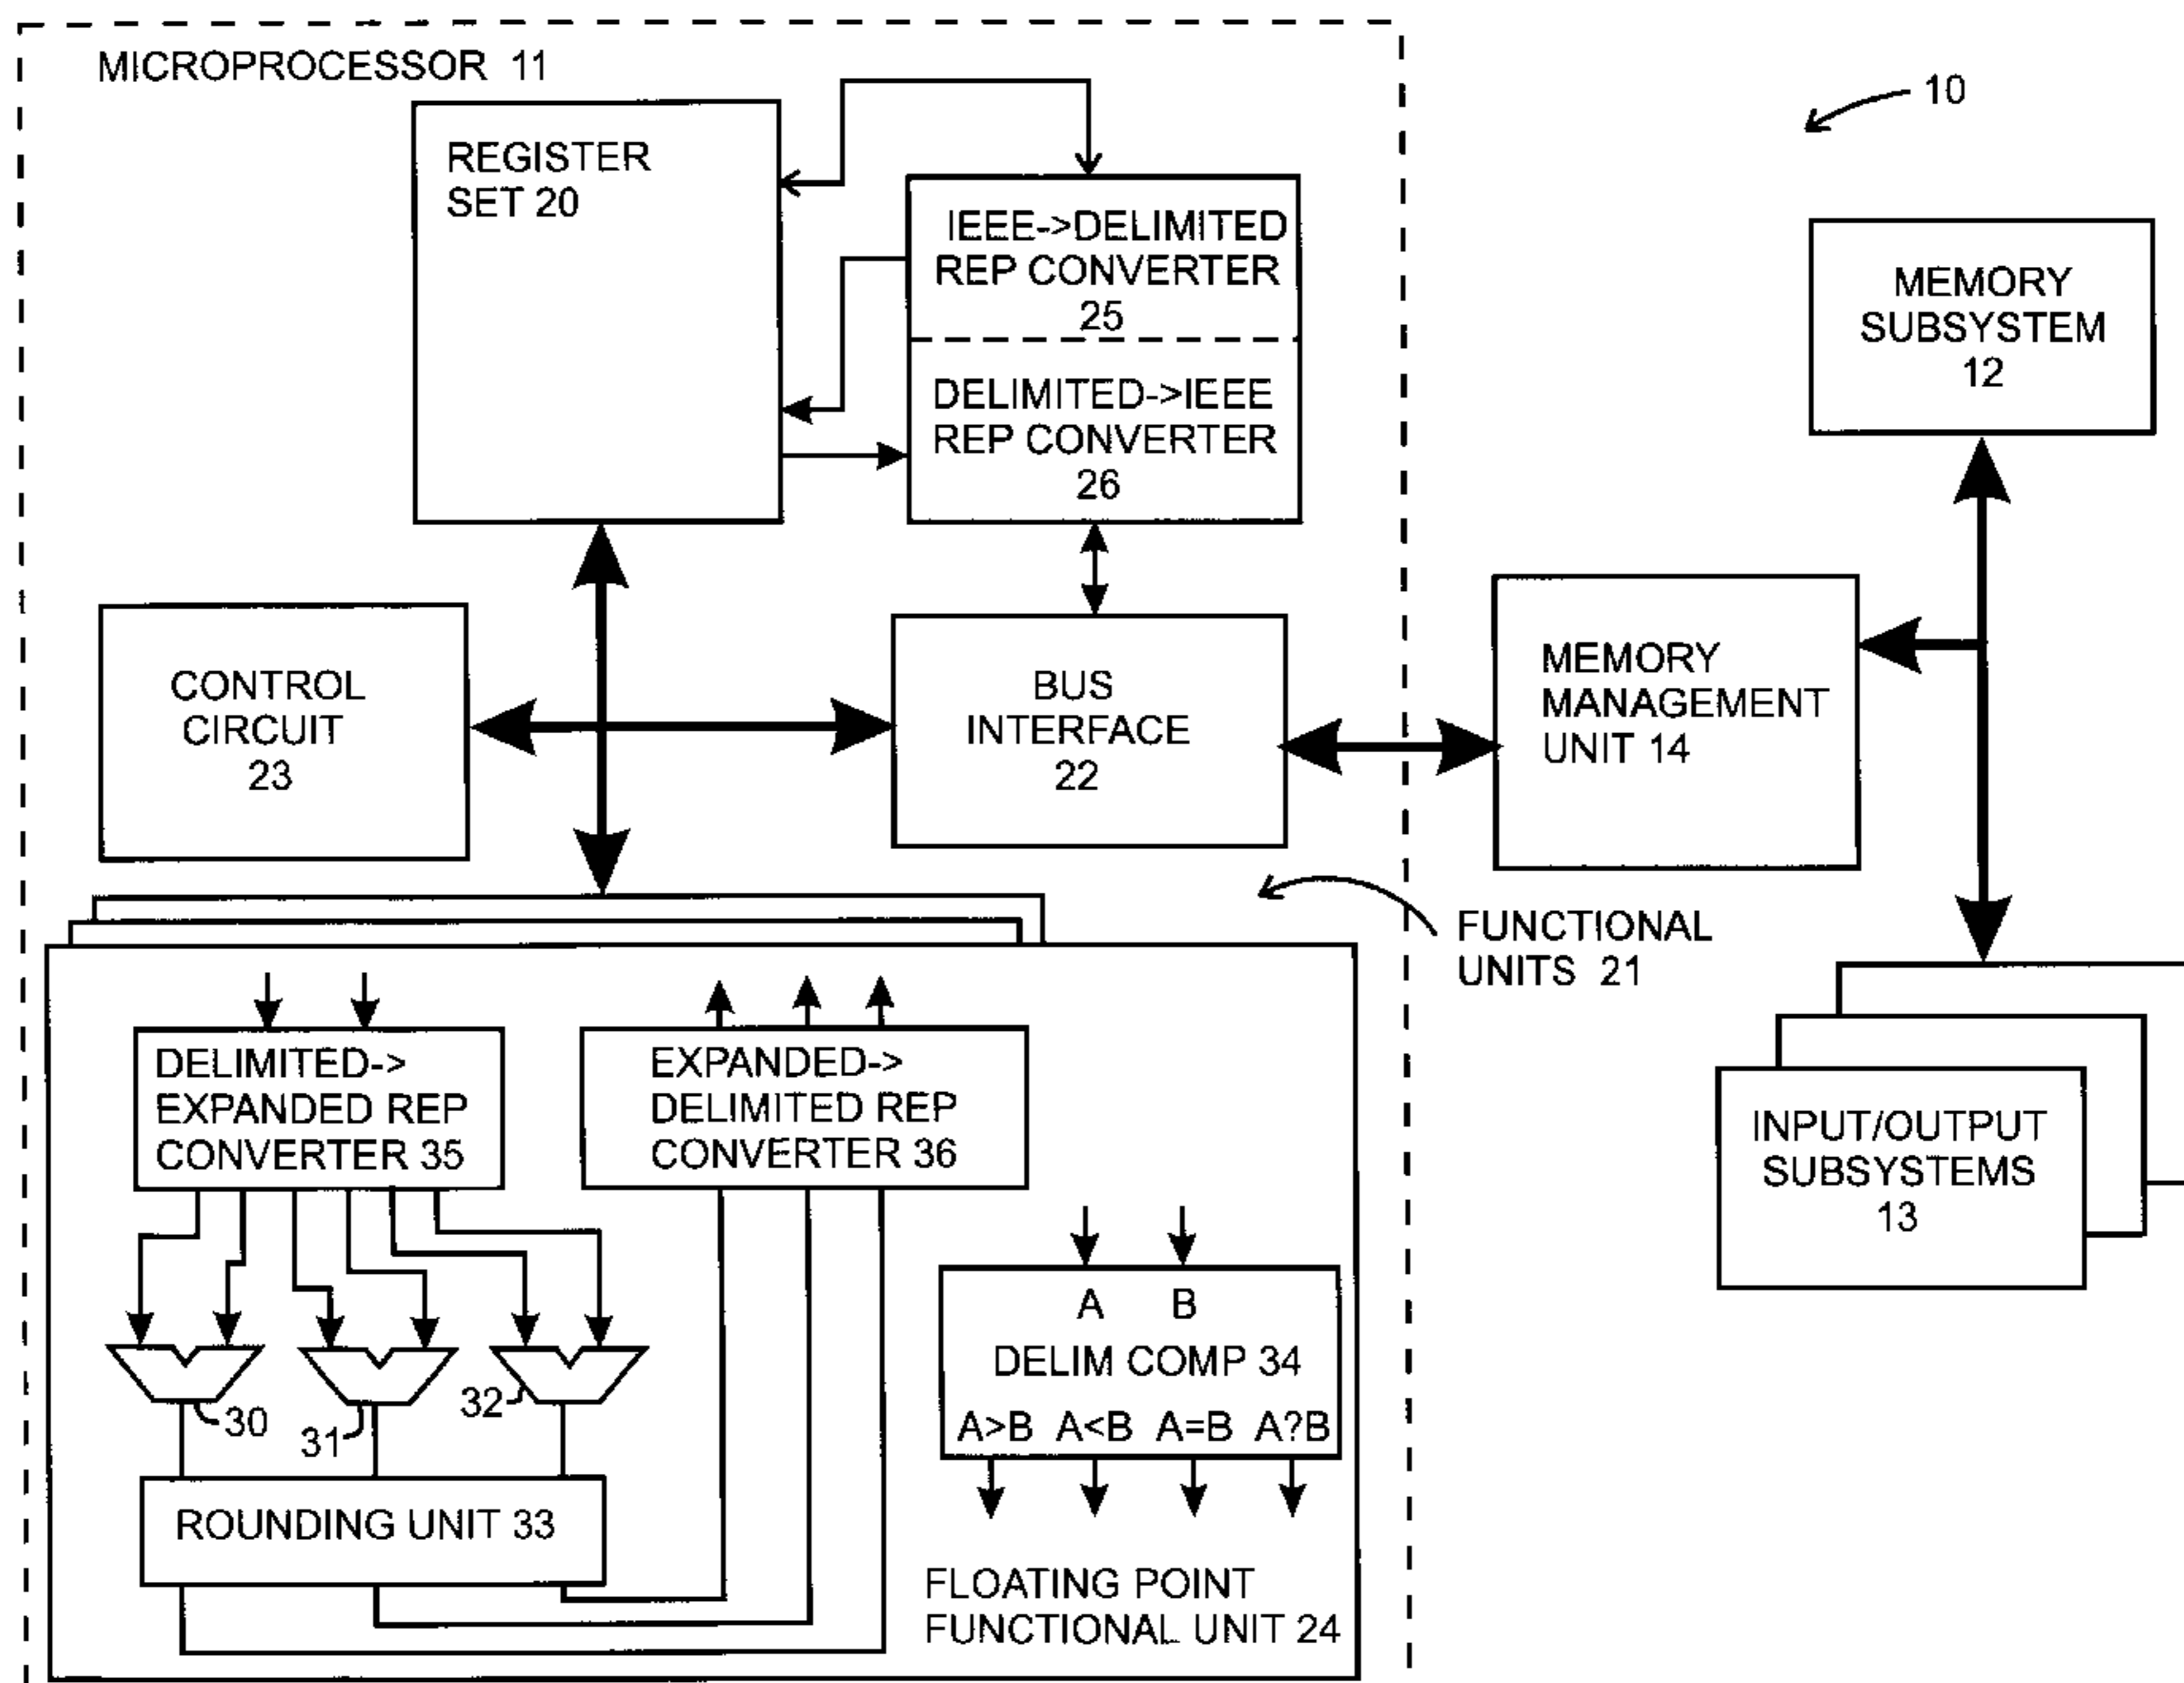 MICROPROCESSOR 11
10
REGISTER
SET 20
IEEE->DELIMITED
REP CONVERTER
25
DELIMITED->IEEE
REP CONVERTER
26
MEMORY
SUBSYSTEM
12
CONTROL
CIRCUIT
23
BUS
INTERFACE
22
MEMORY
MANAGEMENT
UNIT 14
FUNCTIONAL
UNITS 21
DELIMITED->
EXPANDED REP
CONVERTER 35
EXPANDED->
DELIMITED REP
CONVERTER 36
INPUT/OUTPUT
SUBSYSTEMS
13
A B
DELIM COMP 34
A>B A<B A=B A?B
30
31
32
ROUNDING UNIT 33
FLOATING POINT
FUNCTIONAL UNIT 24